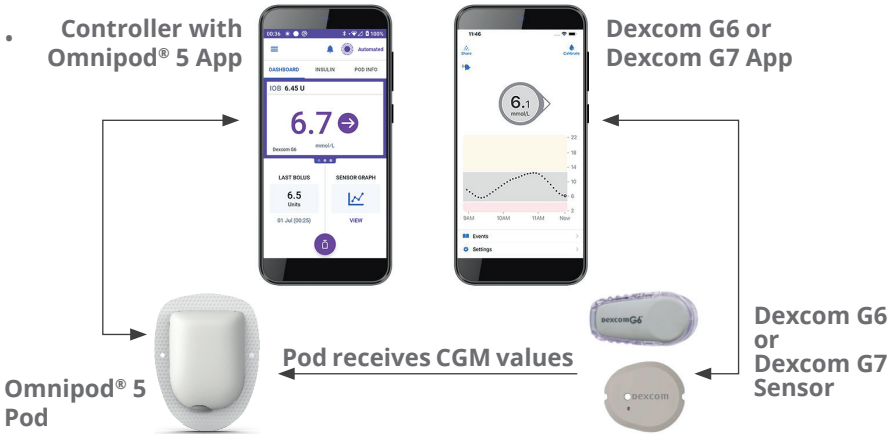 • Controller with
Omnipod® 5 App
Dexcom G6 or
Dexcom G7 App
00:36
100%
Automated
DASHBOARD INSULIN POD INFO
IOB 6.45 U
6.7
mmol/L
Dexcom G6
LAST BOLUS
SENSOR GRAPH
6.5
Units
01 Jul (00:25)
VIEW
11:46
Share
Calibrate
6.1
mmol/L
22
18
14
10
6
2
9AM 10AM 11AM Now
Events
Settings
Omnipod® 5
Pod
Pod receives CGM values
Dexcom G6
Dexcom
Dexcom G6
or
Dexcom G7
Sensor